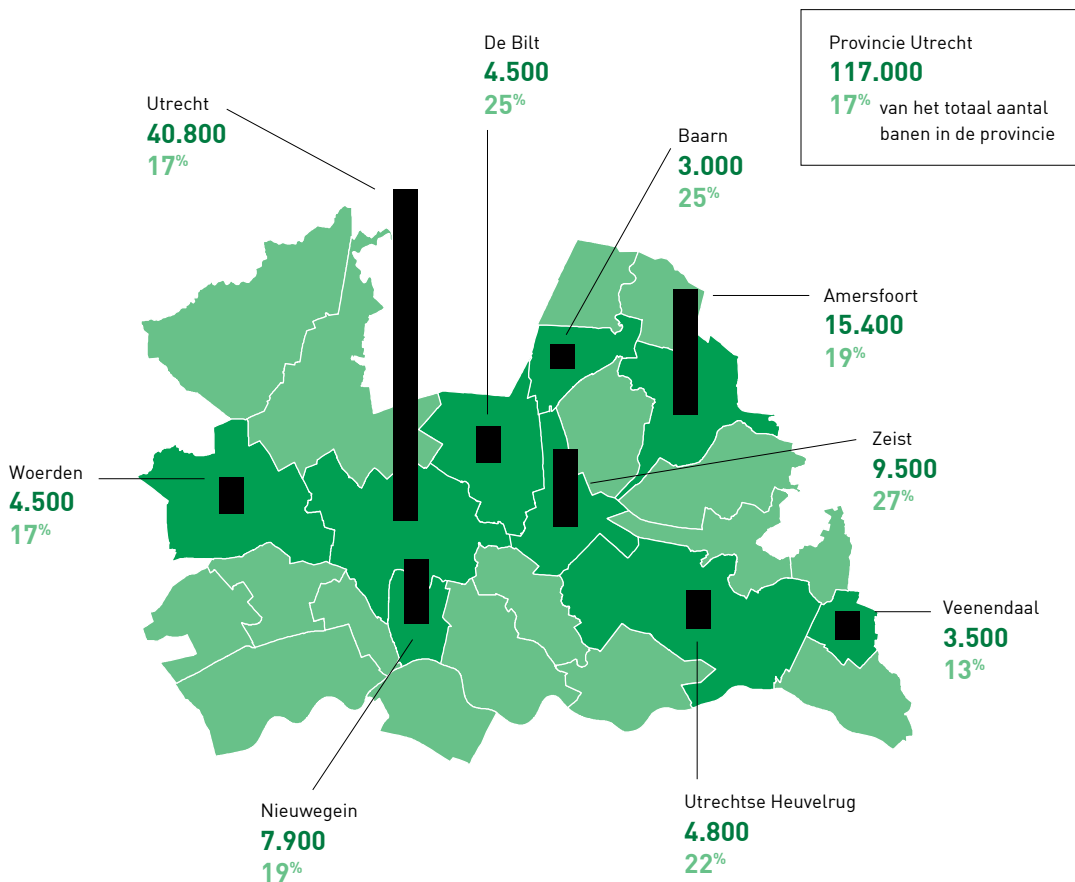 De Bilt
4.500
25%
Provincie Utrecht
117.000
17% van het totaal aantal
banen in de provincie
Utrecht
40.800
17%
Baarn
3.000
25%
Amersfoort
15.400
19%
Zeist
9.500
27%
Woerden
4.500
17%
Veenendaal
3.500
13%
Nieuwegein
7.900
19%
Utrechtse Heuvelrug
4.800
22%